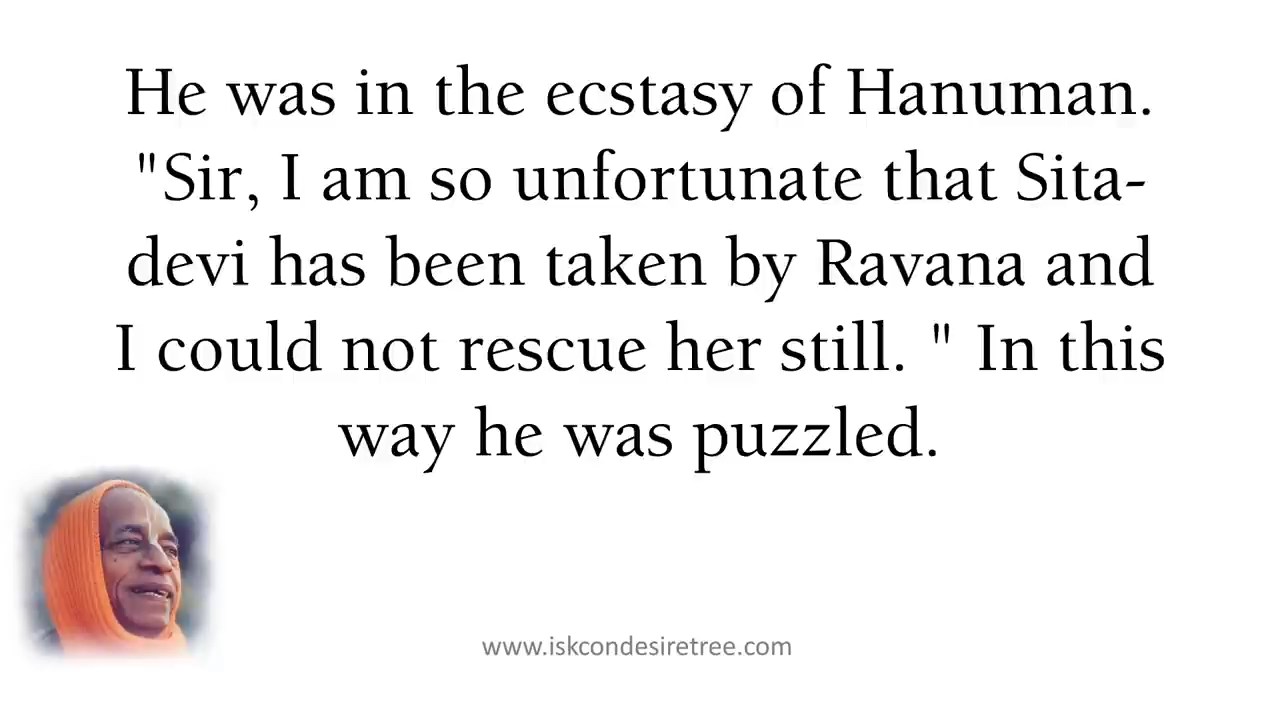 He was in the ecstasy of Hanuman.
"Sir, I am so unfortunate that Sita-
devi has been taken by Ravana and
I could not rescue her still. " In this
way he was puzzled.
www.iskcondesiretree.com